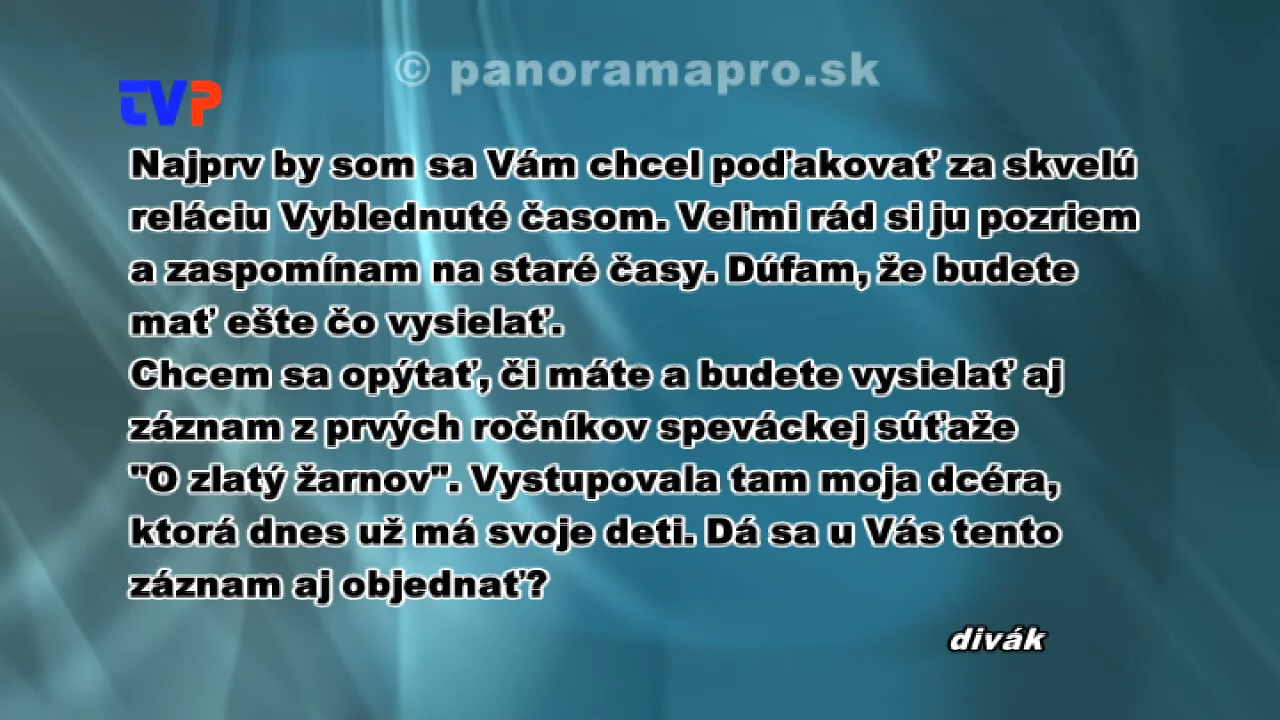 © panoramapro.sk
TVP
Najprv by som sa Vám chcel poďakovať za skvelú
reláciu Vyblednuté časom. Veľmi rád si ju pozriem
a zaspomínam na staré časy. Dúfam, že budete
mať ešte čo vysielať.
Chcem sa opýtať, či máte a budete vysielať aj
záznam z prvých ročníkov speváckej súťaže
"O zlatý žarnov". Vystupovala tam moja dcéra,
ktorá dnes už má svoje deti. Dá sa u Vás tento
záznam aj objednať?
divák